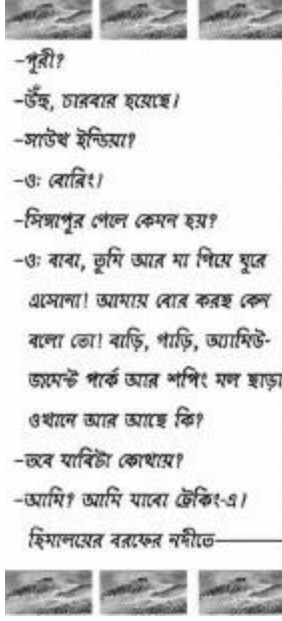 –পুরী?
–উঁহু, চারবার হয়েছে।
–সাউথ ইন্ডিয়া?
–ওঃ বোরিং।
–সিঙ্গাপুর গেলে কেমন হয়?
–ওঃ বাবা, তুমি আর মা গিয়ে ঘুরে
এসোনা! আমায় বোর করছ কেন
বলো তো! বাড়ি, গাড়ি, অ্যামিউ-
জমেন্ট পার্ক আর শপিং মল ছাড়া
ওখানে আর আছে কি?
–তবে যাবিটা কোথায়?
–আমি? আমি যাবো ট্রেকিং-এ।
হিমালয়ের বরফের নদীতে———